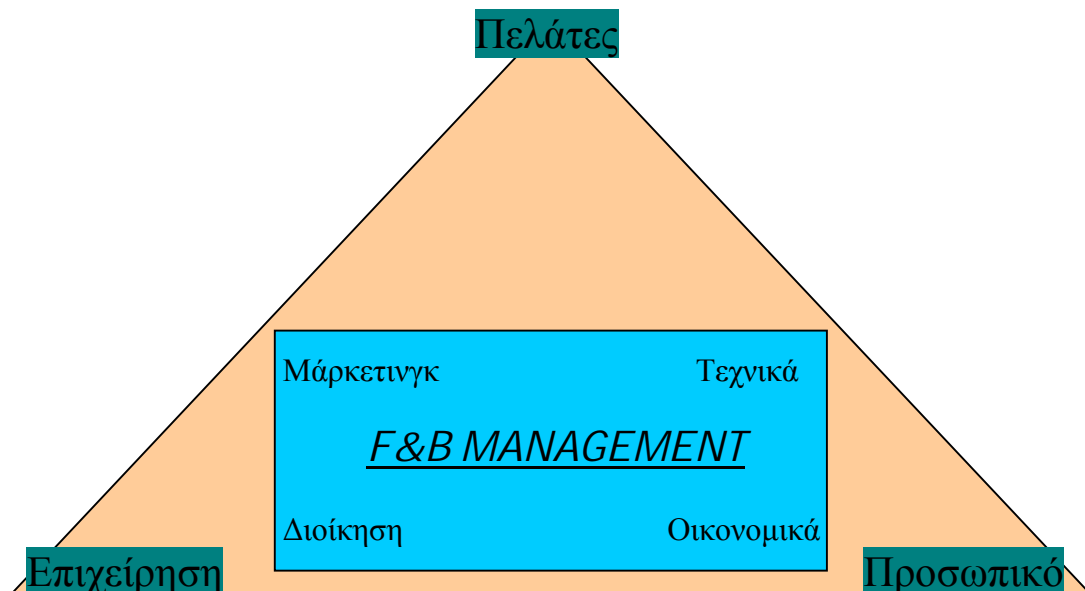 Πελάτες
Μάρκετινγκ Τεχνικά
F&B MANAGEMENT
Διοίκηση Οικονομικά
Επιχείρηση Προσωπικό